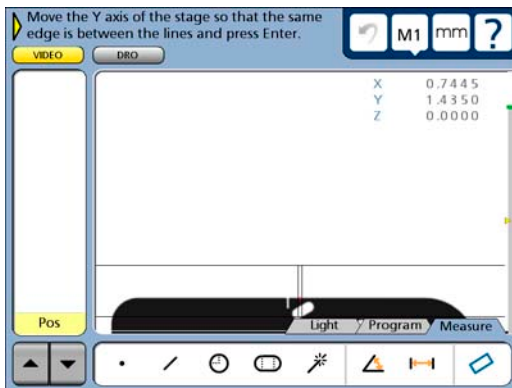 Move the Y axis of the stage so that the same
edge is between the lines and press Enter.
M1 mm ?
VIDEO DRO
X 0.7445
Y 1.4350
Z 0.0000
Pos
Light Program Measure